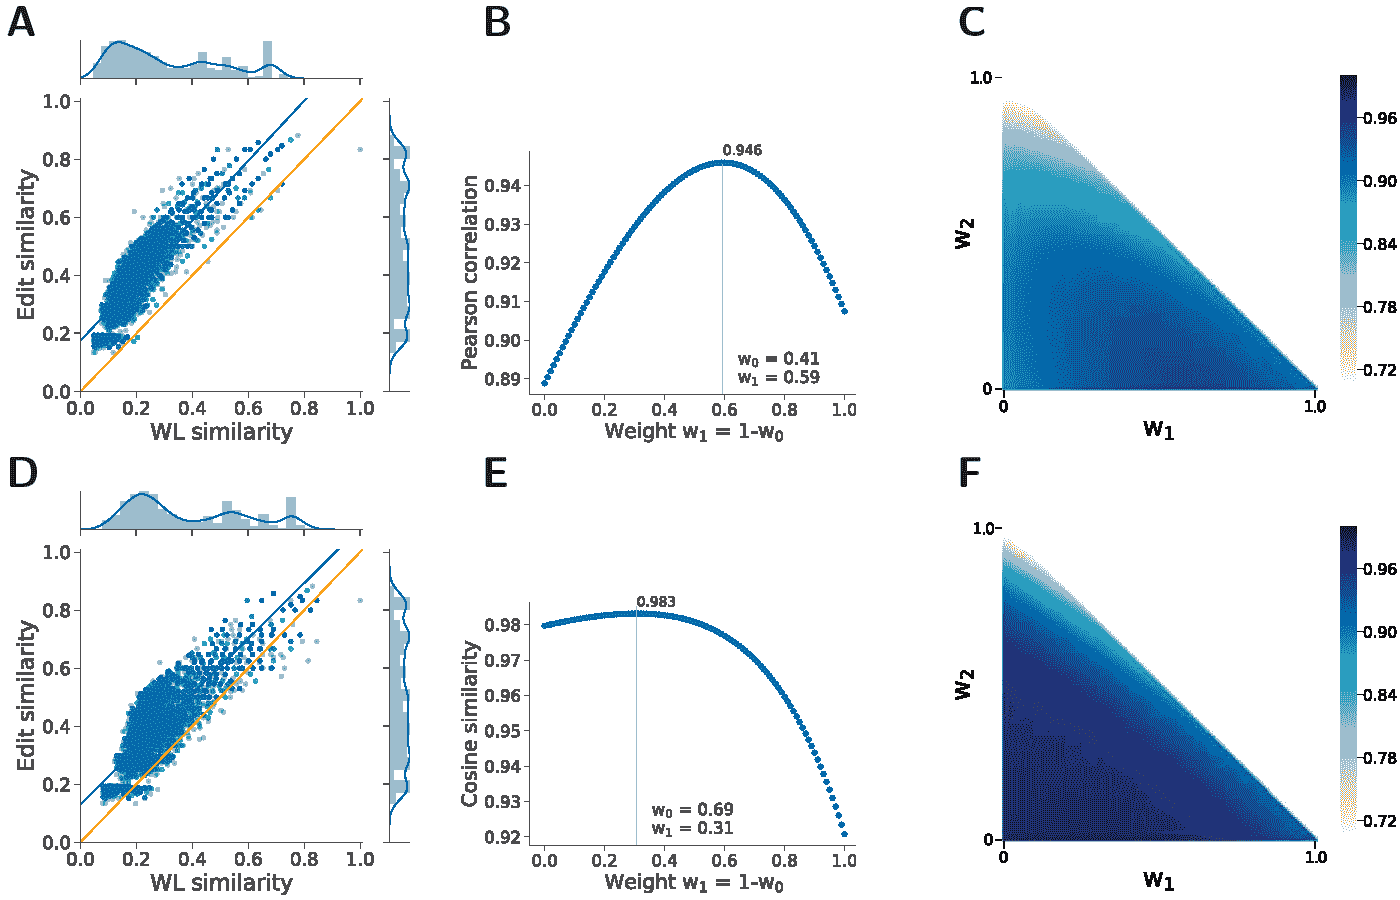 A
B
C
1.0
0.8
0.6
0.4
0.2
0.0
Edit similarity
0.0 0.2 0.4 0.6 0.8 1.0
WL similarity
0.94
0.93
0.92
0.91
0.90
0.89
Pearson correlation
0.946
w₀ = 0.41
w₁ = 0.59
0.0 0.2 0.4 0.6 0.8 1.0
Weight w₁ = 1-w₀
1.0
w₂
0
0 1.0
w₁
0.96
0.90
0.84
0.78
0.72
D
E
F
1.0
0.8
0.6
0.4
0.2
0.0
Edit similarity
0.0 0.2 0.4 0.6 0.8 1.0
WL similarity
0.98
0.97
0.96
0.95
0.94
0.93
0.92
Cosine similarity
0.983
w₀ = 0.69
w₁ = 0.31
0.0 0.2 0.4 0.6 0.8 1.0
Weight w₁ = 1-w₀
1.0
w₂
0
0 1.0
w₁
0.96
0.90
0.84
0.78
0.72